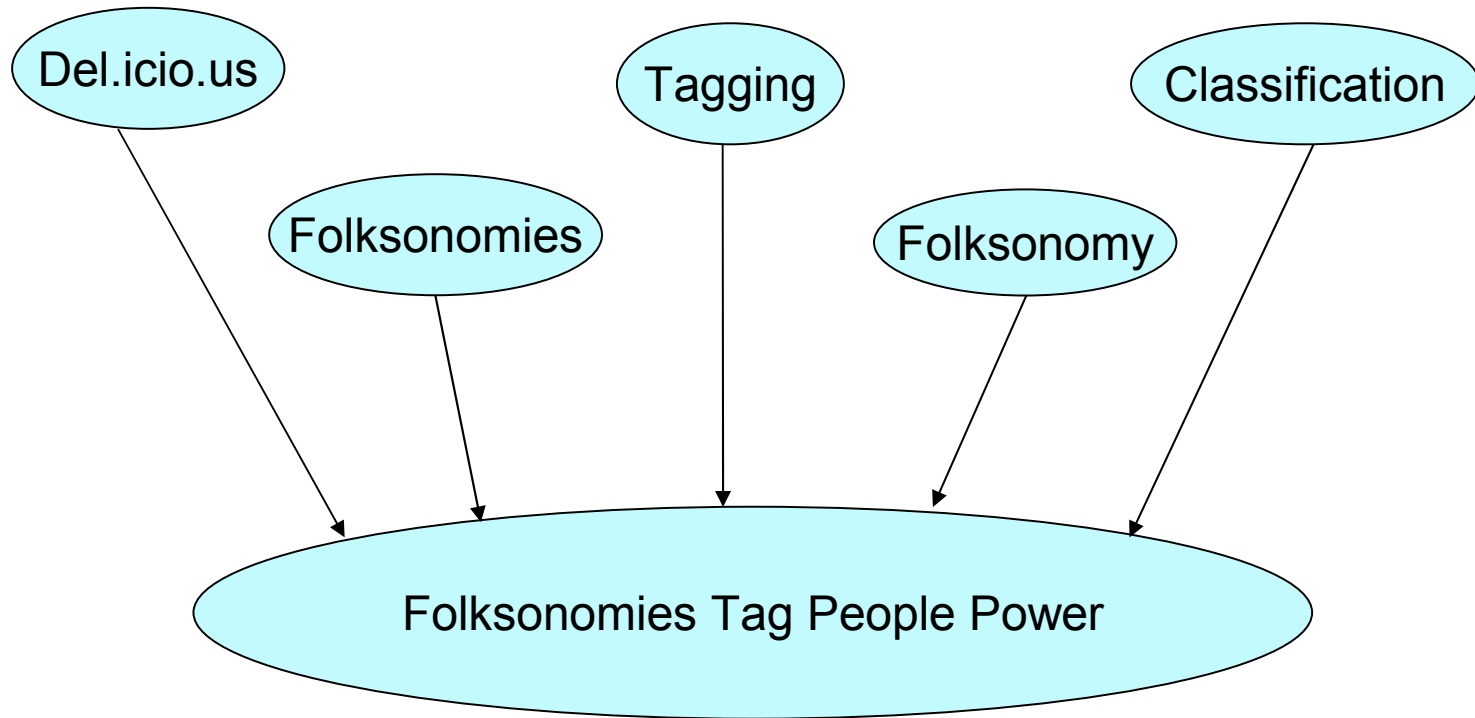 Del.icio.us
Tagging
Classification
Folksonomies
Folksonomy
Folksonomies Tag People Power